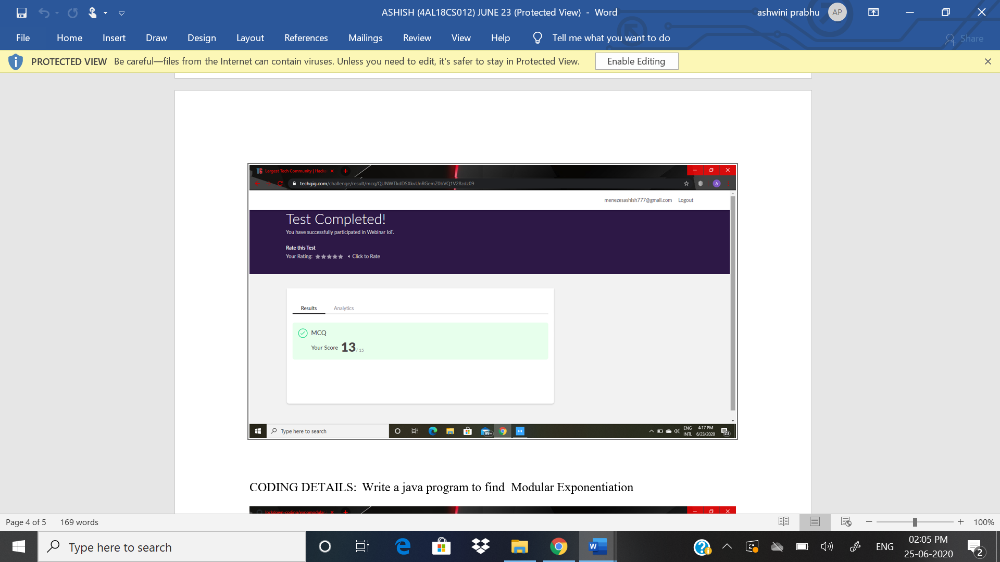 ASHISH (4AL18CS012) JUNE 23 (Protected View) - Word
ashwini prabhu
AP
File Home Insert Draw Design Layout References Mailings Review View Help Tell me what you want to do
Share
PROTECTED VIEW Be careful—files from the Internet can contain viruses. Unless you need to edit, it's safer to stay in Protected View.
Enable Editing
Largest Tech Community | Hacka
techgig.com/challenge/result/mcq/QUNWTkdDSXkvUnRGemZ0bVQ1V28zdz09
A
menezesashish777@gmail.com Logout
Test Completed!
You have successfully participated in Webinar IoT.
Rate this Test
Your Rating: Click to Rate
Results Analytics
MCQ
Your Score 13 / 15
Type here to search
99+
ENG
INTL
4:17 PM
6/23/2020
23
CODING DETAILS: Write a java program to find Modular Exponentiation
lockdown-coding/expomodular
Page 4 of 5 169 words
100%
Type here to search
ENG
02:05 PM
25-06-2020
2